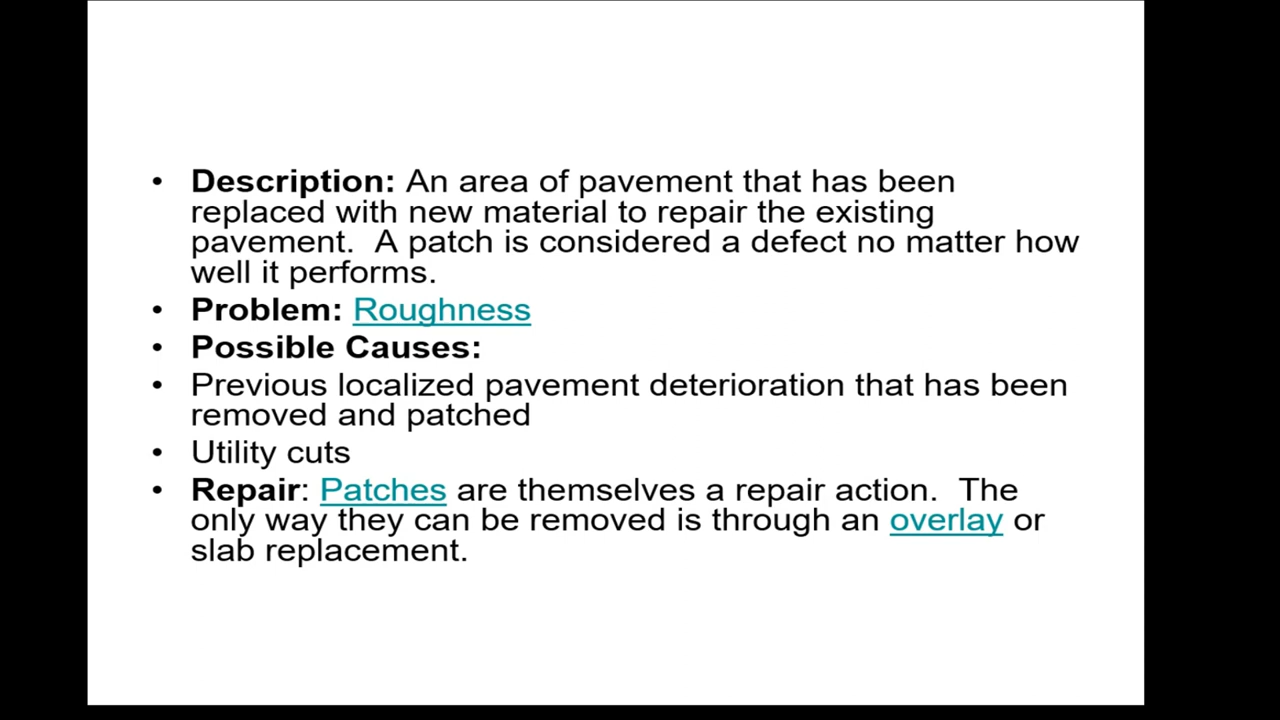 • Description: An area of pavement that has been
replaced with new material to repair the existing
pavement.  A patch is considered a defect no matter how
well it performs.
• Problem: Roughness
• Possible Causes:
• Previous localized pavement deterioration that has been
removed and patched
• Utility cuts
• Repair: Patches are themselves a repair action.  The
only way they can be removed is through an overlay or
slab replacement.